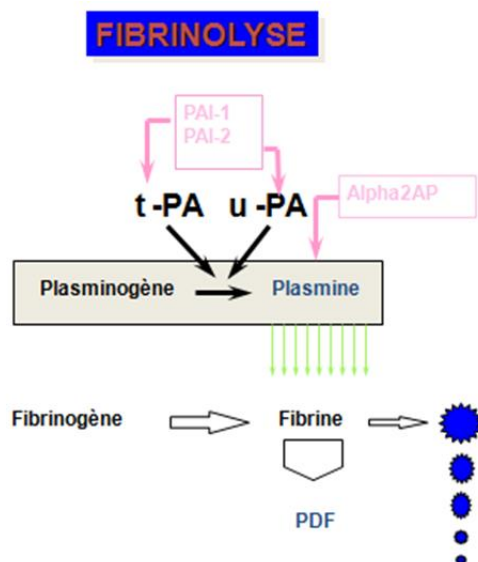 FIBRINOLYSE
PAI-1
PAI-2
t -PA u -PA
Alpha2AP
Plasminogène Plasmine
Fibrinogène Fibrine
PDF